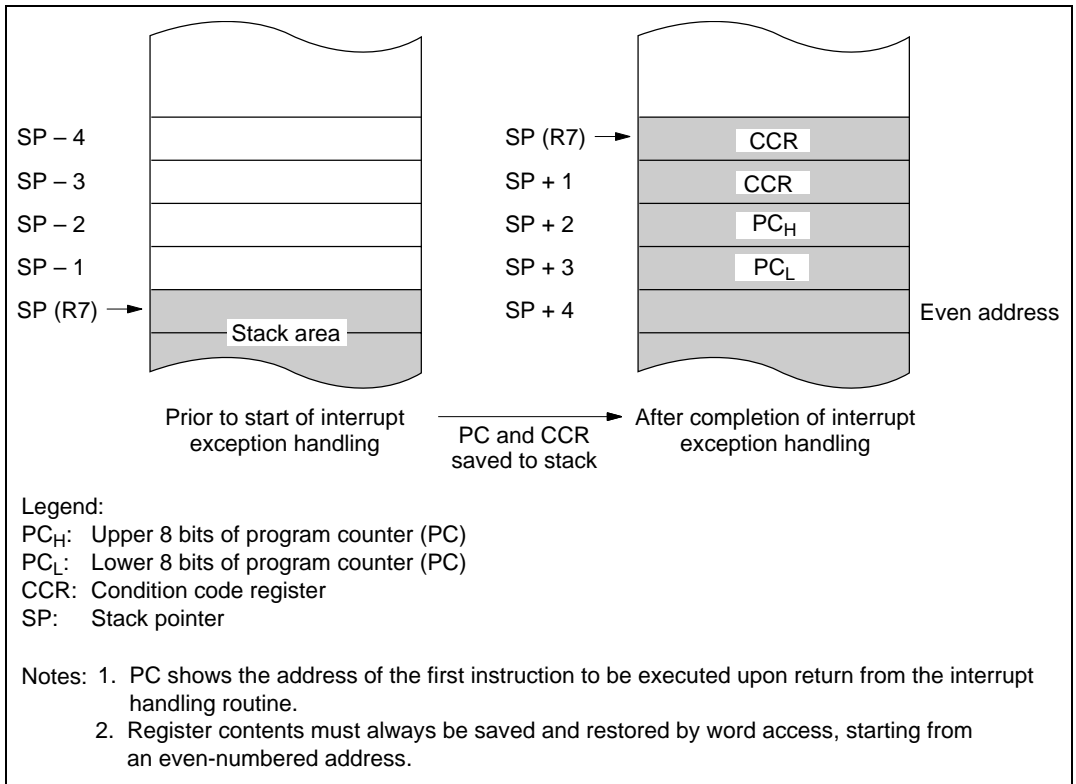 SP – 4
SP – 3
SP – 2
SP – 1
SP (R7)
Stack area
SP (R7)
SP + 1
SP + 2
SP + 3
SP + 4
CCR
CCR
PCH
PCL
Even address
Prior to start of interrupt
exception handling
PC and CCR
saved to stack
After completion of interrupt
exception handling
Legend:
PCH: Upper 8 bits of program counter (PC)
PCL: Lower 8 bits of program counter (PC)
CCR: Condition code register
SP: Stack pointer
Notes: 1. PC shows the address of the first instruction to be executed upon return from the interrupt
handling routine.
2. Register contents must always be saved and restored by word access, starting from
an even-numbered address.